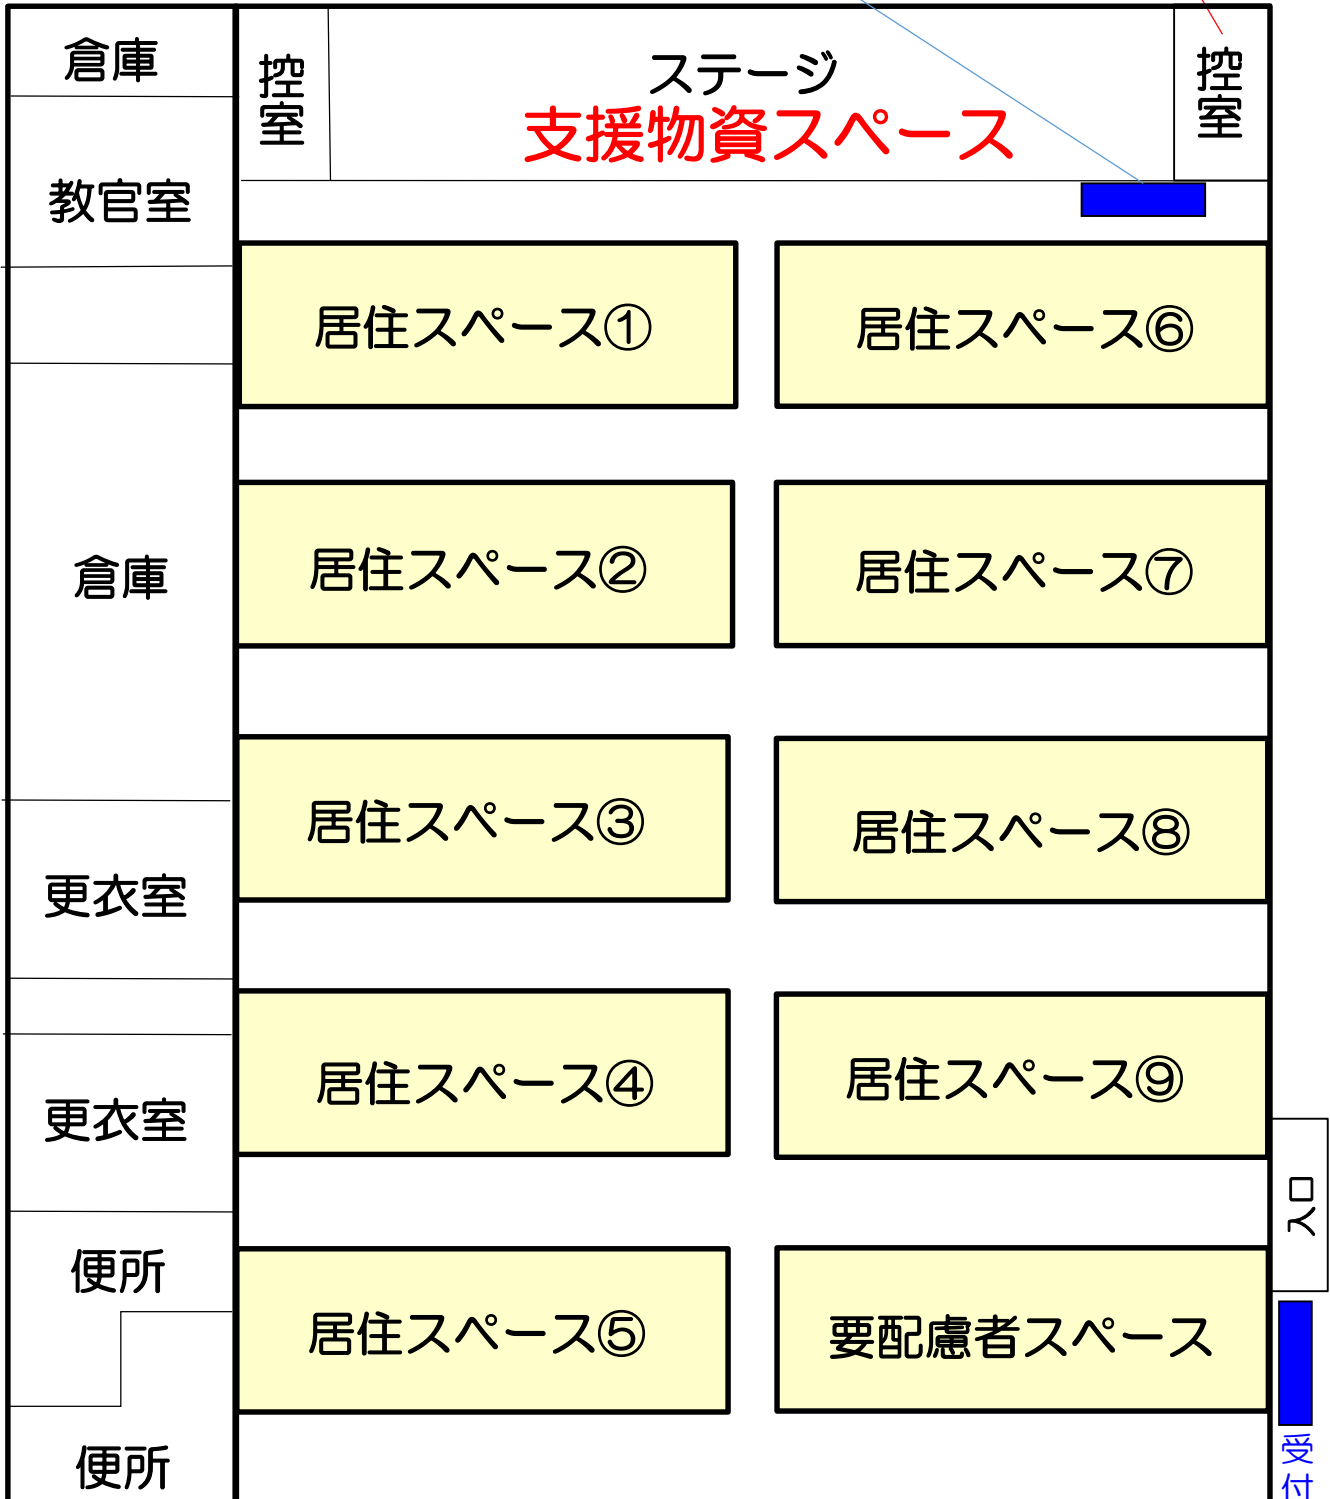 倉庫
控室
ステージ
支援物資スペース
控室
教官室
居住スペース①
居住スペース⑥
倉庫
居住スペース②
居住スペース⑦
居住スペース③
居住スペース⑧
更衣室
居住スペース④
居住スペース⑨
更衣室
入口
便所
居住スペース⑤
要配慮者スペース
便所
受付